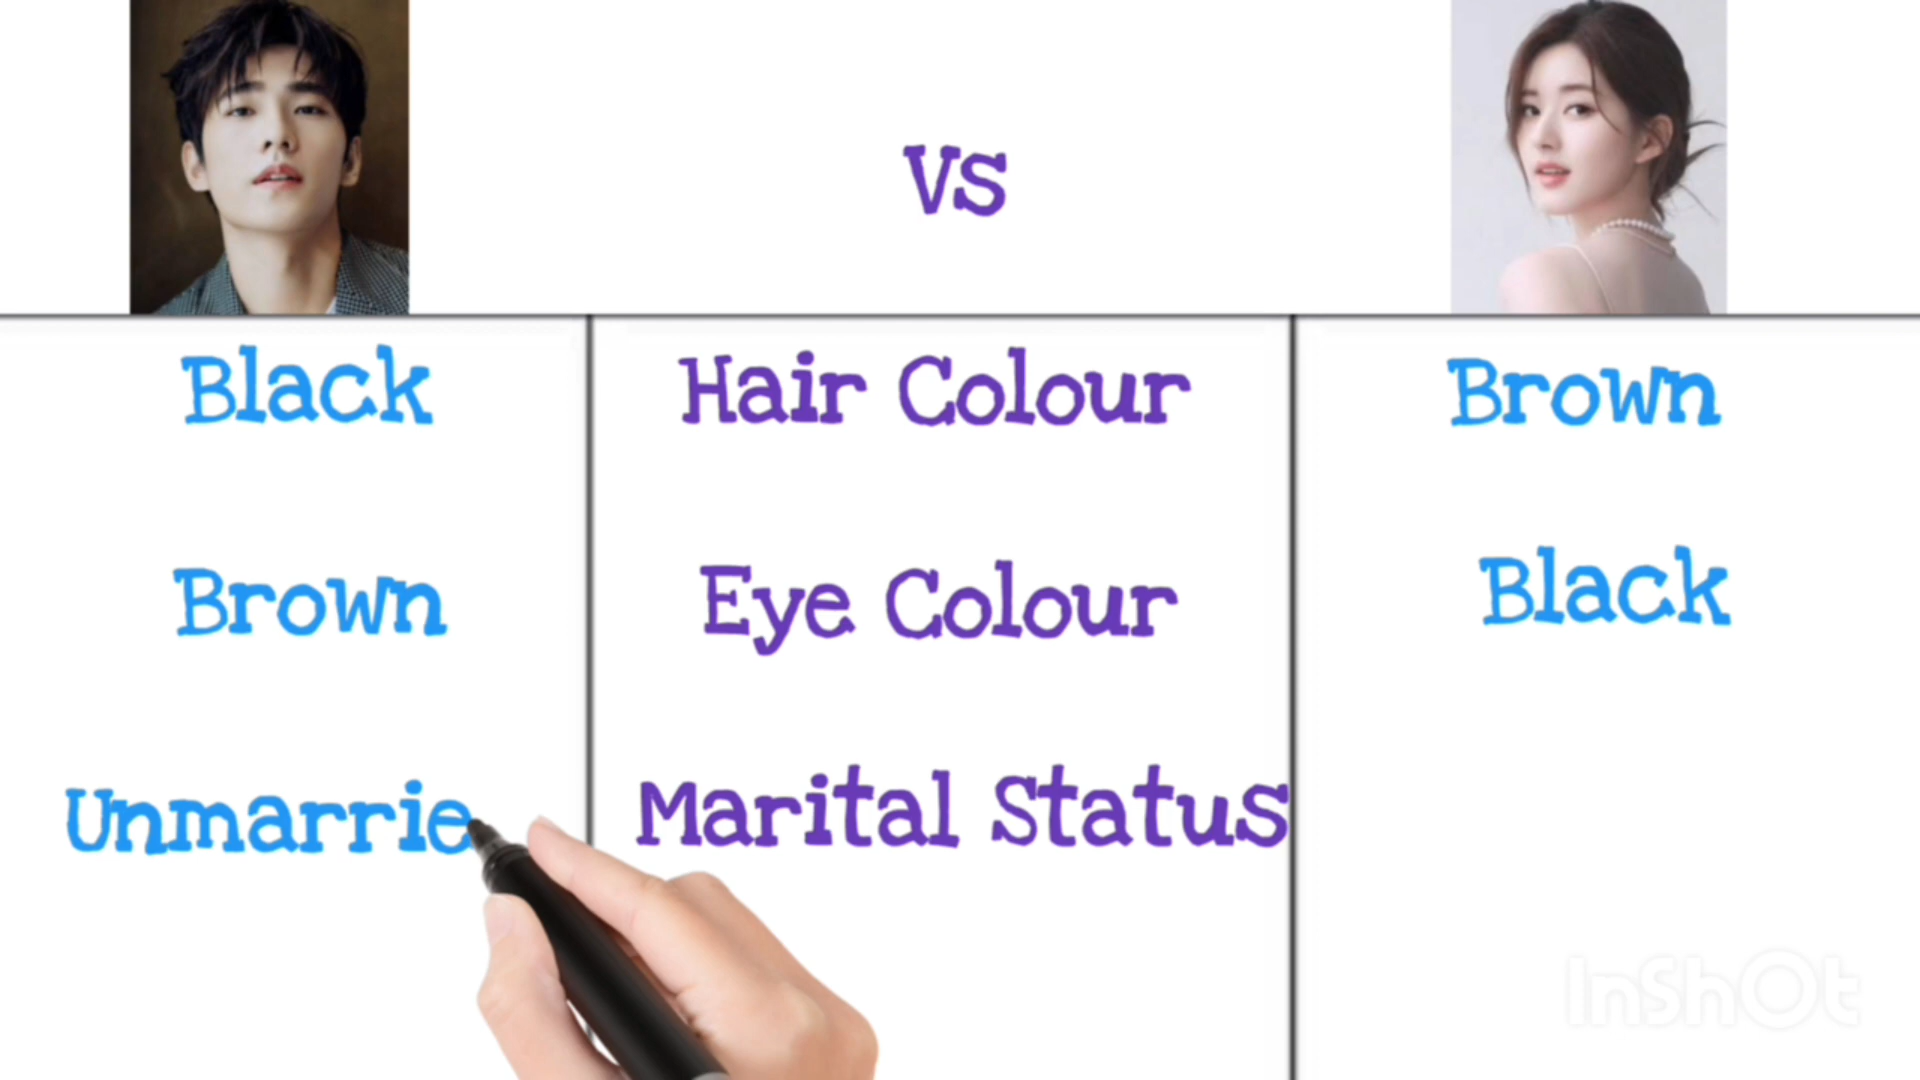 Vs
Black Hair Colour Brown
Brown Eye Colour Black
Unmarrie Marital Status
InShOt